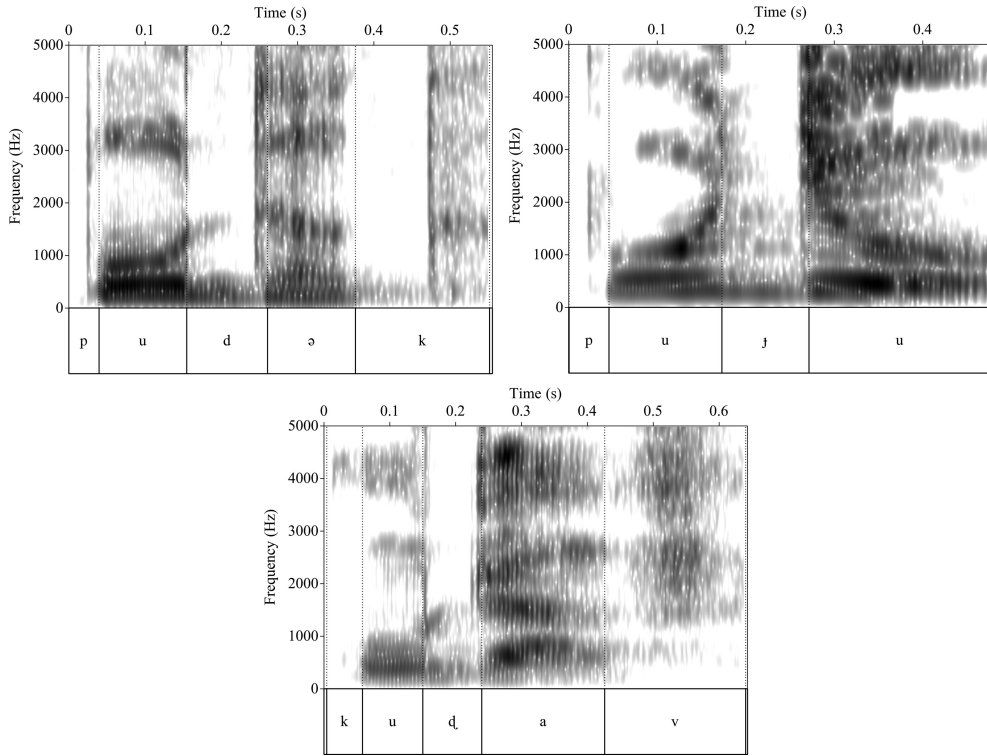 Time (s)
0 0.1 0.2 0.3 0.4 0.5
Frequency (Hz)
5000
4000
3000
2000
1000
0
p u d ə k
Time (s)
0 0.1 0.2 0.3 0.4
Frequency (Hz)
5000
4000
3000
2000
1000
0
p u ɟ u
Time (s)
0 0.1 0.2 0.3 0.4 0.5 0.6
Frequency (Hz)
5000
4000
3000
2000
1000
0
k u ɖ a v